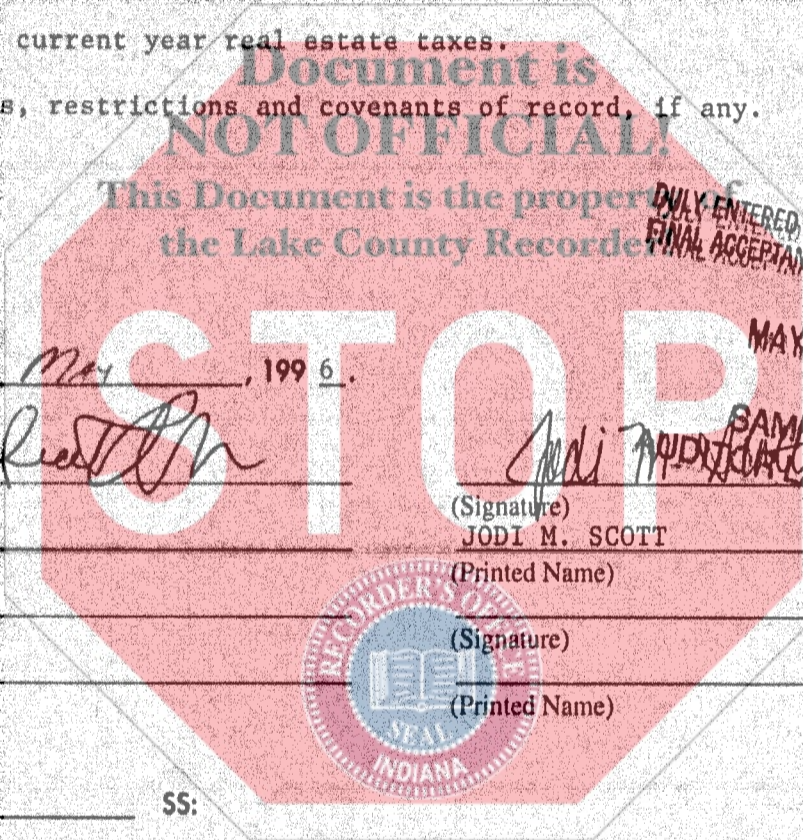 current year real estate taxes.
Document is
s, restrictions and covenants of record, if any.
NOT OFFICIAL!
This Document is the property of
the Lake County Recorder!
DULY ENTERED
FINAL ACCEPTAN
STOP
MAY
May, 1996.
SAM
AUDITOR
Jodi M
(Signature)
JODI M. SCOTT
(Printed Name)
RECORDER'S OFFICE
(Signature)
SEAL
(Printed Name)
INDIANA
SS: